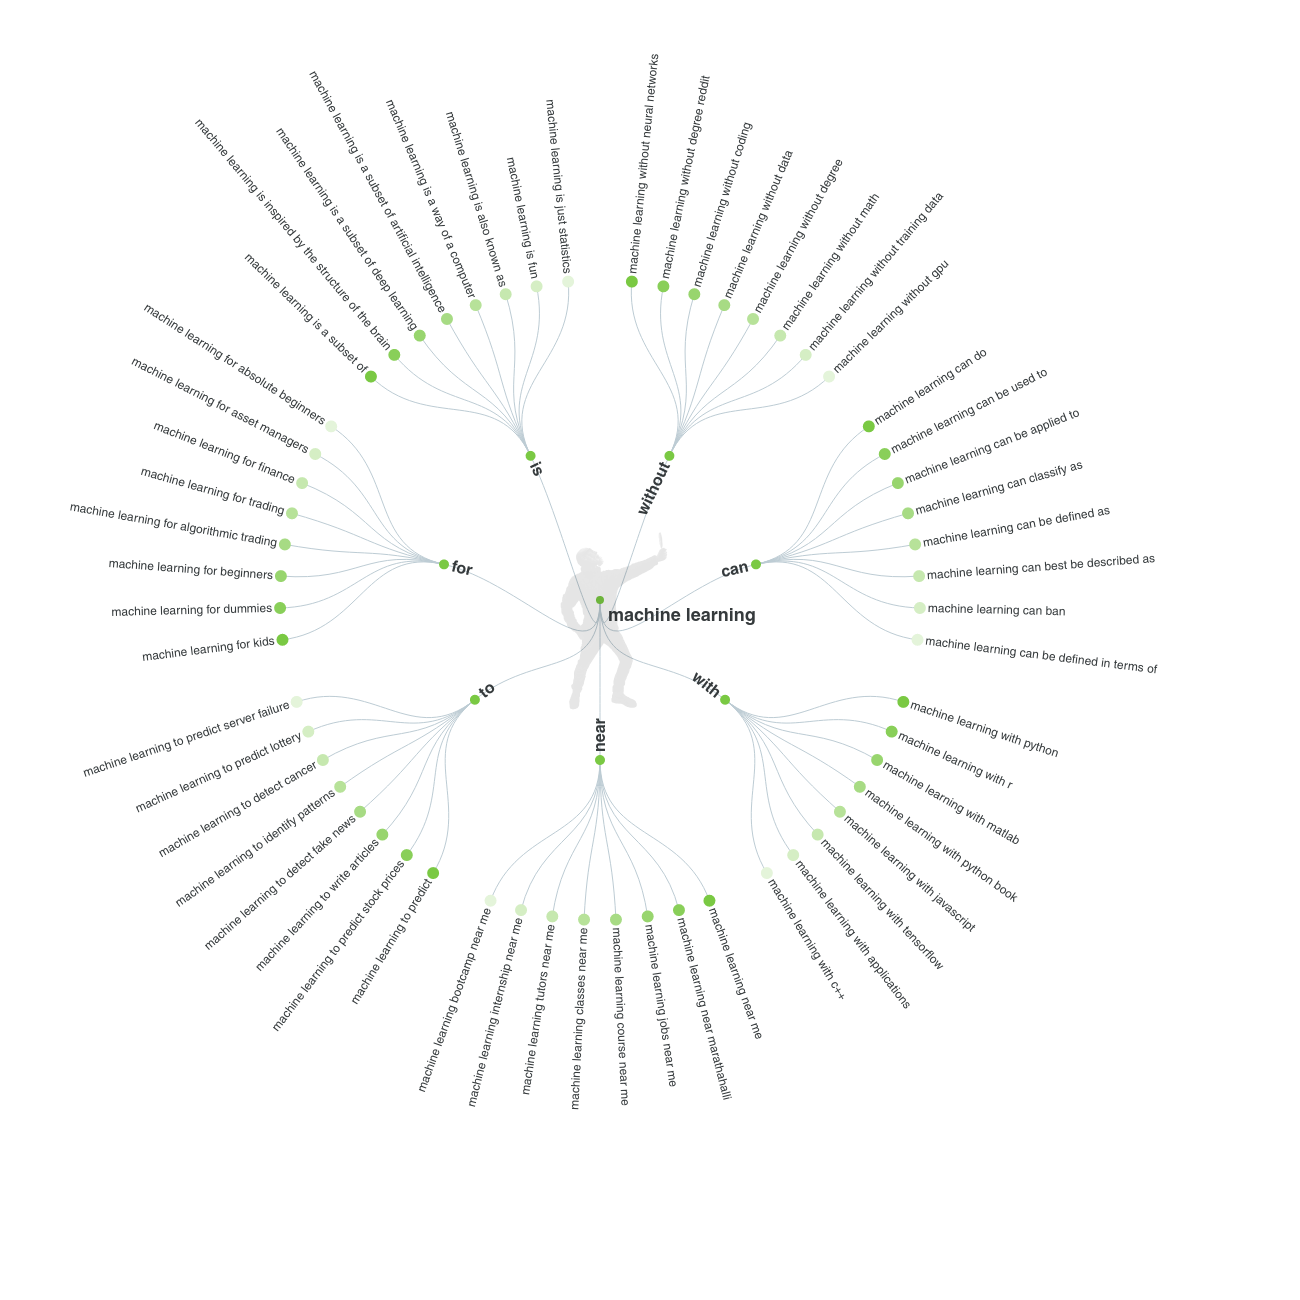 machine learning
is
machine learning is a subset of
machine learning is inspired by the structure of the brain
machine learning is a subset of deep learning
machine learning is a subset of artificial intelligence
machine learning is a way of a computer
machine learning is also known as
machine learning is fun
machine learning is just statistics
without
machine learning without neural networks
machine learning without degree reddit
machine learning without coding
machine learning without data
machine learning without degree
machine learning without math
machine learning without training data
machine learning without gpu
can
machine learning can do
machine learning can be used to
machine learning can be applied to
machine learning can classify as
machine learning can be defined as
machine learning can best be described as
machine learning can ban
machine learning can be defined in terms of
with
machine learning with python
machine learning with r
machine learning with matlab
machine learning with python book
machine learning with javascript
machine learning with tensorflow
machine learning with applications
machine learning with c++
near
machine learning near me
machine learning near marathahalli
machine learning jobs near me
machine learning course near me
machine learning classes near me
machine learning tutors near me
machine learning internship near me
machine learning bootcamp near me
to
machine learning to predict
machine learning to predict stock prices
machine learning to write articles
machine learning to detect fake news
machine learning to identify patterns
machine learning to detect cancer
machine learning to predict lottery
machine learning to predict server failure
for
machine learning for kids
machine learning for dummies
machine learning for beginners
machine learning for algorithmic trading
machine learning for trading
machine learning for finance
machine learning for asset managers
machine learning for absolute beginners